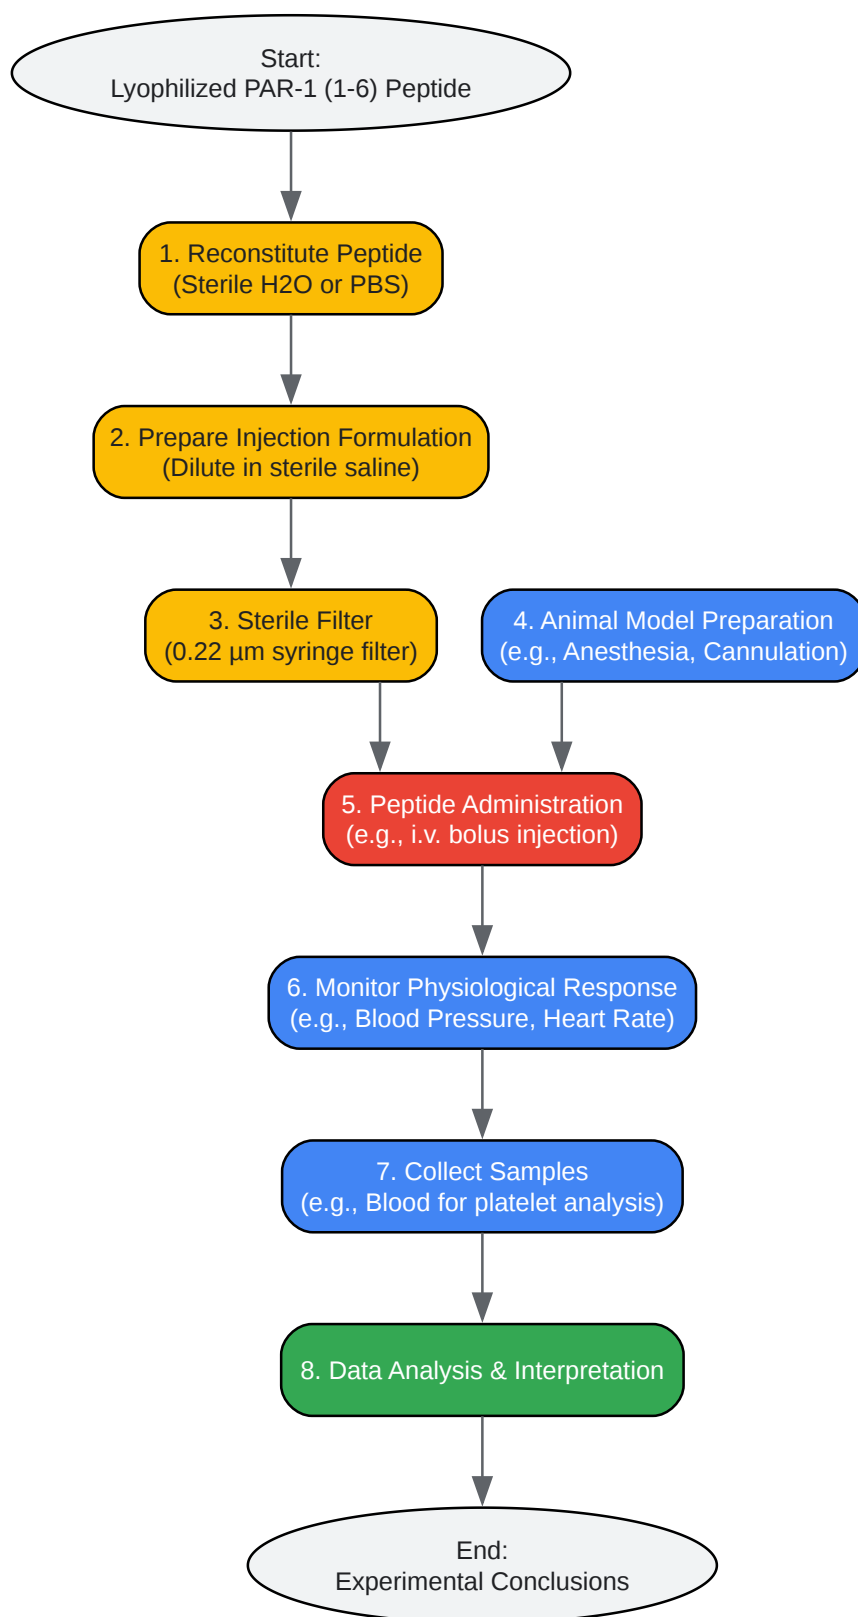 Start:
Lyophilized PAR-1 (1-6) Peptide
1. Reconstitute Peptide
(Sterile H2O or PBS)
2. Prepare Injection Formulation
(Dilute in sterile saline)
3. Sterile Filter
(0.22 µm syringe filter)
4. Animal Model Preparation
(e.g., Anesthesia, Cannulation)
5. Peptide Administration
(e.g., i.v. bolus injection)
6. Monitor Physiological Response
(e.g., Blood Pressure, Heart Rate)
7. Collect Samples
(e.g., Blood for platelet analysis)
8. Data Analysis & Interpretation
End:
Experimental Conclusions